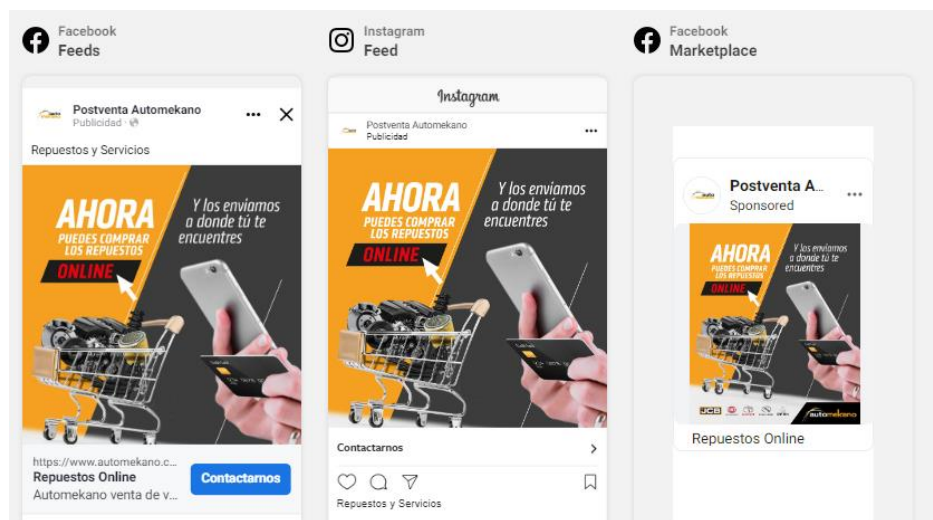 Facebook
Feeds
Postventa Automekano
Publicidad ·
Repuestos y Servicios
AHORA
PUEDES COMPRAR
LOS REPUESTOS
ONLINE
Y los enviamos
a donde tú te
encuentres
https://www.automekano.c...
Repuestos Online
Automekano venta de v...
Contactarnos
Instagram
Feed
Instagram
Postventa Automekano
Publicidad
AHORA
PUEDES COMPRAR
LOS REPUESTOS
ONLINE
Y los enviamos
a donde tú te
encuentres
Contactarnos
Repuestos y Servicios
Facebook
Marketplace
Postventa A...
Sponsored
AHORA
PUEDES COMPRAR
LOS REPUESTOS
ONLINE
Y los enviamos
a donde tú te
encuentres
JCB
automekano
Repuestos Online